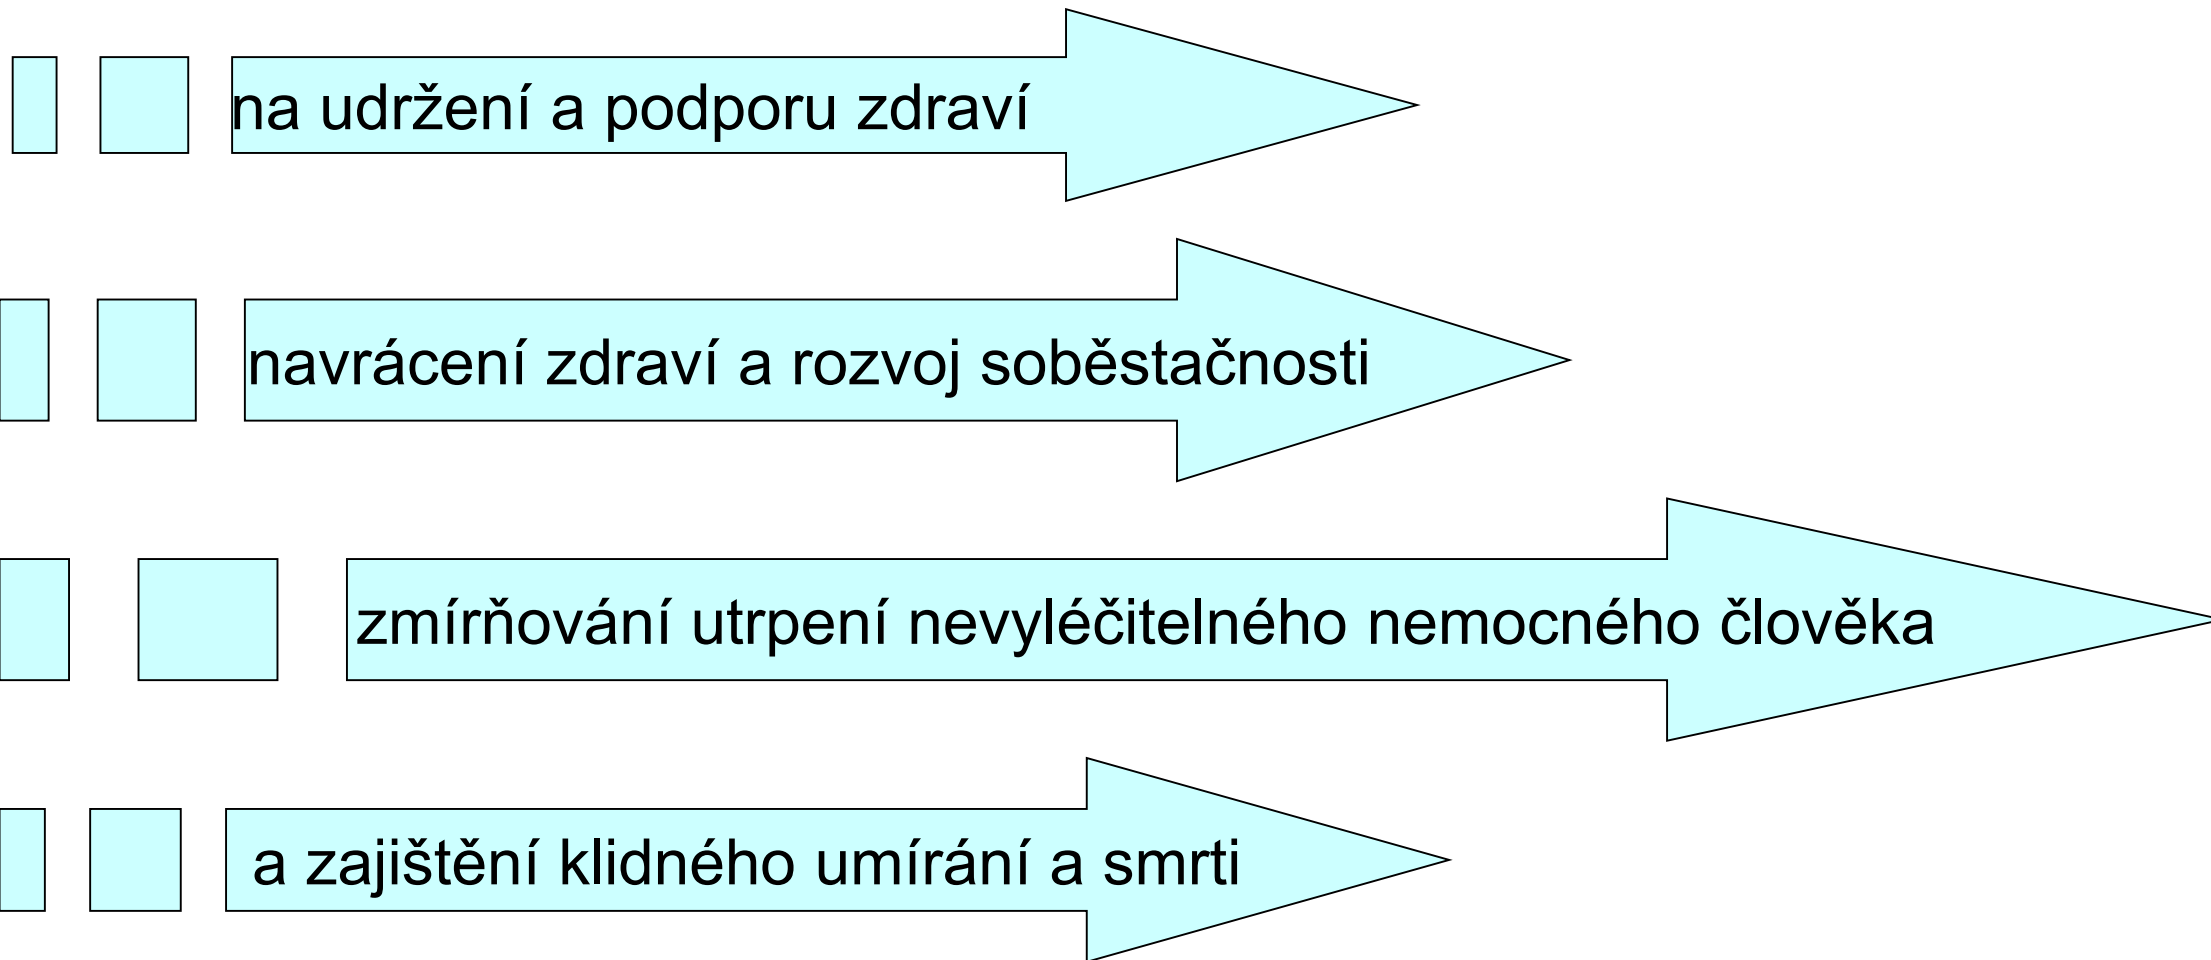 na udržení a podporu zdraví
navrácení zdraví a rozvoj soběstačnosti
zmírňování utrpení nevyléčitelného nemocného člověka
a zajištění klidného umírání a smrti